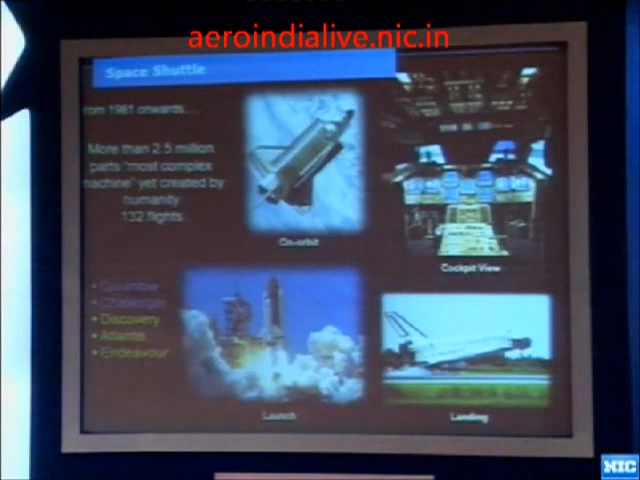 aeroindialive.nic.in
Space Shuttle
rom 1981 onwards....
More than 2.5 million
parts "most complex
machine" yet created by
humanity
132 flights
On-orbit
Cockpit View
• Columbia
• Challenger
• Discovery
• Atlantis
• Endeavour
Launch
Landing
NIC